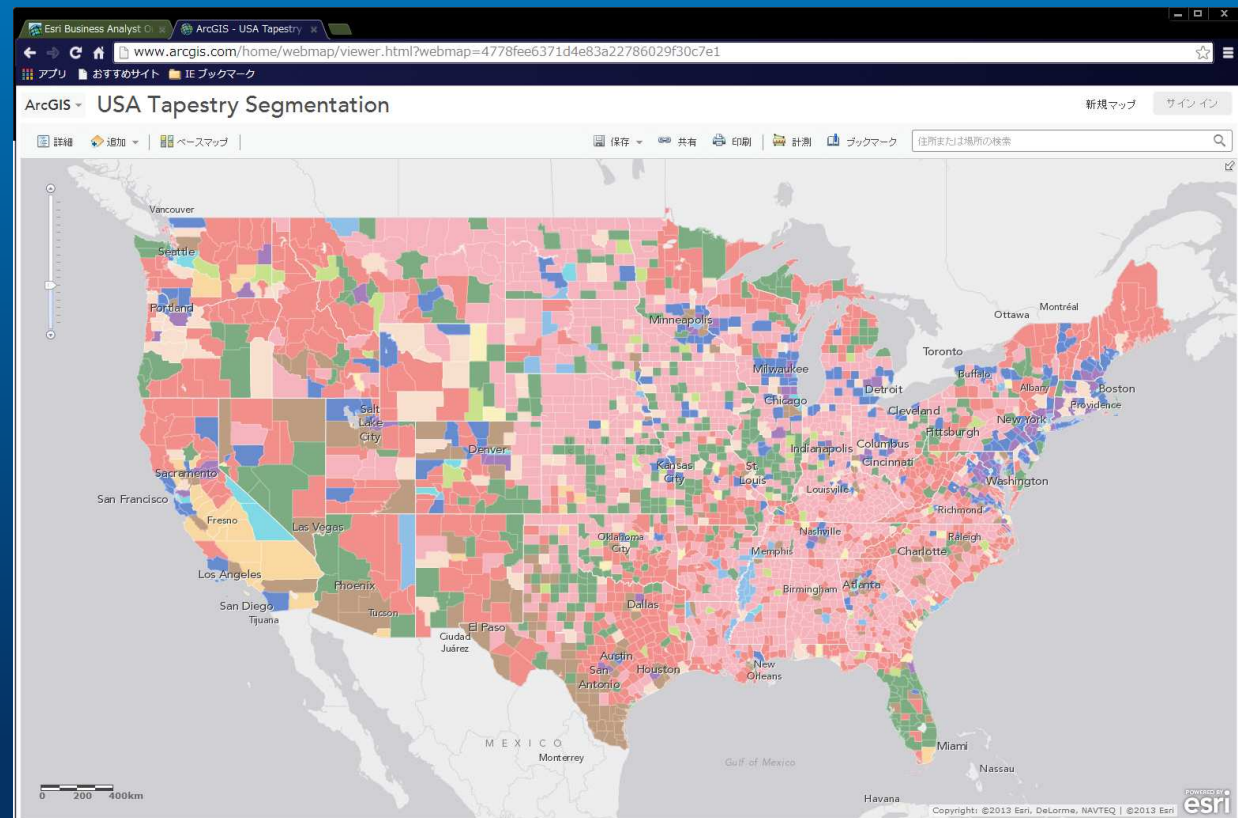 Esri Business Analyst O
ArcGIS - USA Tapestry
www.arcgis.com/home/webmap/viewer.html?webmap=4778fee6371d4e83a22786029f30c7e1
アプリ おすすめサイト IE ブックマーク
ArcGIS USA Tapestry Segmentation 新規マップ サイン イン
詳細 追加 ベースマップ 保存 共有 印刷 計測 ブックマーク 住所または場所の検索
Vancouver
Seattle
Portland
Minneapolis
Ottawa
Montréal
Toronto
Milwaukee
Buffalo
Albany
Boston
Detroit
Chicago
Providence
Salt
Lake
City
Cleveland
New York
Pittsburgh
Denver
Indianapolis
Columbus
Cincinnati
Sacramento
Kansas
City
St.
Louis
Washington
San Francisco
Louisville
Fresno
Las Vegas
Richmond
Oklahoma
City
Nashville
Raleigh
Memphis
Charlotte
Los Angeles
Phoenix
Birmingham
Atlanta
San Diego
Tijuana
Tucson
Dallas
El Paso
Ciudad
Juárez
Austin
San
Antonio
Houston
New
Orleans
MEXICO
Monterrey
Gulf of Mexico
Miami
Nassau
Havana
0 200 400km
Copyright: ©2013 Esri, DeLorme, NAVTEQ | ©2013 Esri
POWERED BY
esri